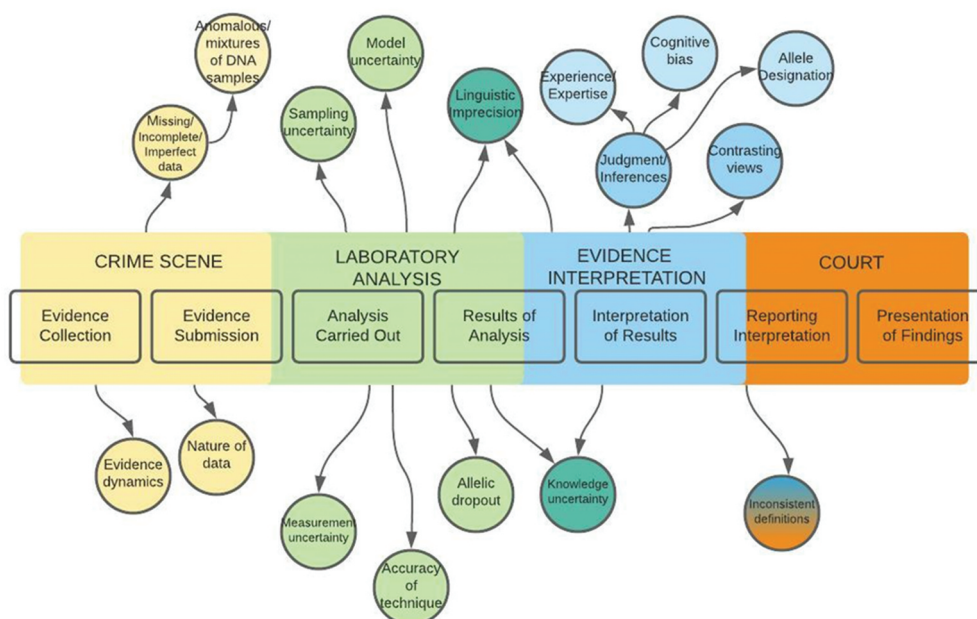 Anomalous/
mixtures
of DNA
samples
Missing/
Incomplete/
Imperfect
data
Sampling
uncertainty
Model
uncertainty
Linguistic
Imprecision
Experience/
Expertise
Cognitive
bias
Allele
Designation
Judgment/
Inferences
Contrasting
views
CRIME SCENE
LABORATORY
ANALYSIS
EVIDENCE
INTERPRETATION
COURT
Evidence
Collection
Evidence
Submission
Analysis
Carried Out
Results of
Analysis
Interpretation
of Results
Reporting
Interpretation
Presentation
of Findings
Evidence
dynamics
Nature of
data
Measurement
uncertainty
Accuracy
of
technique
Allelic
dropout
Knowledge
uncertainty
Inconsistent
definitions